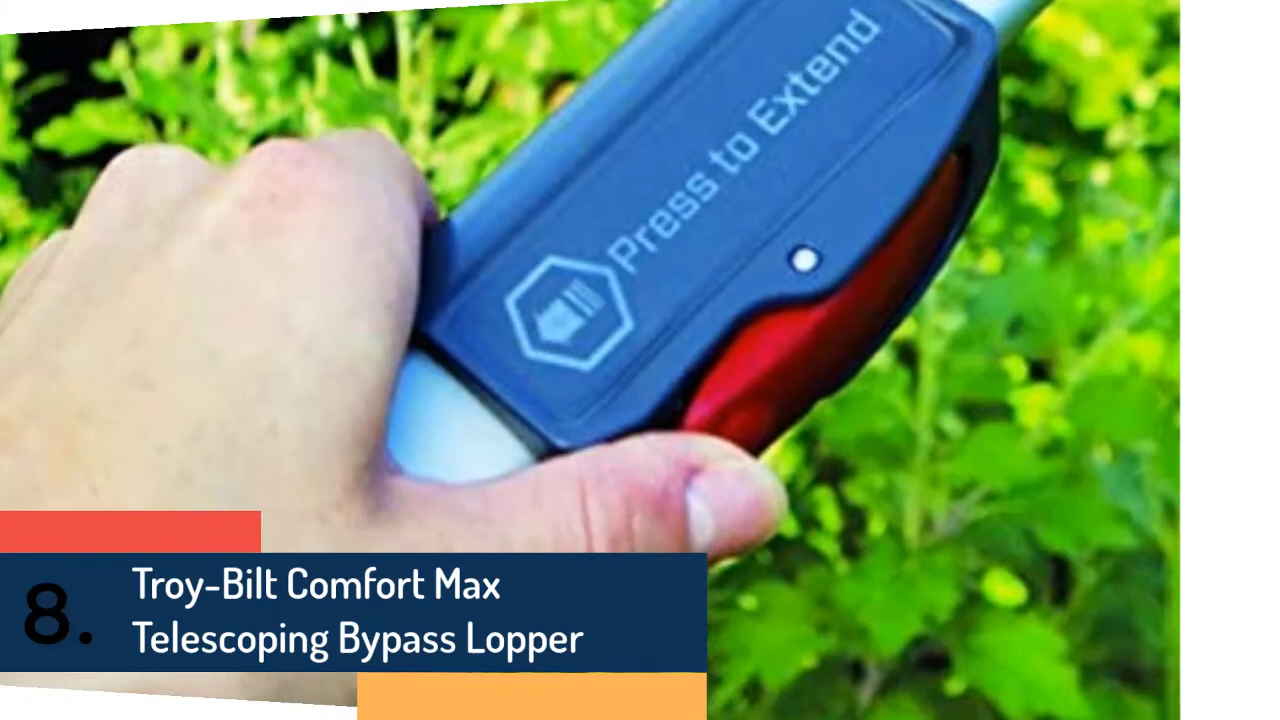 Press to Extend
8.
Troy-Bilt Comfort Max
Telescoping Bypass Lopper